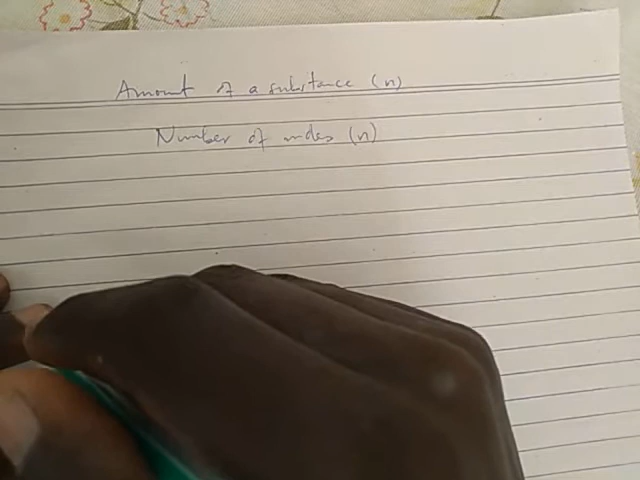 Amount of a substance (n)
Number of moles (n)